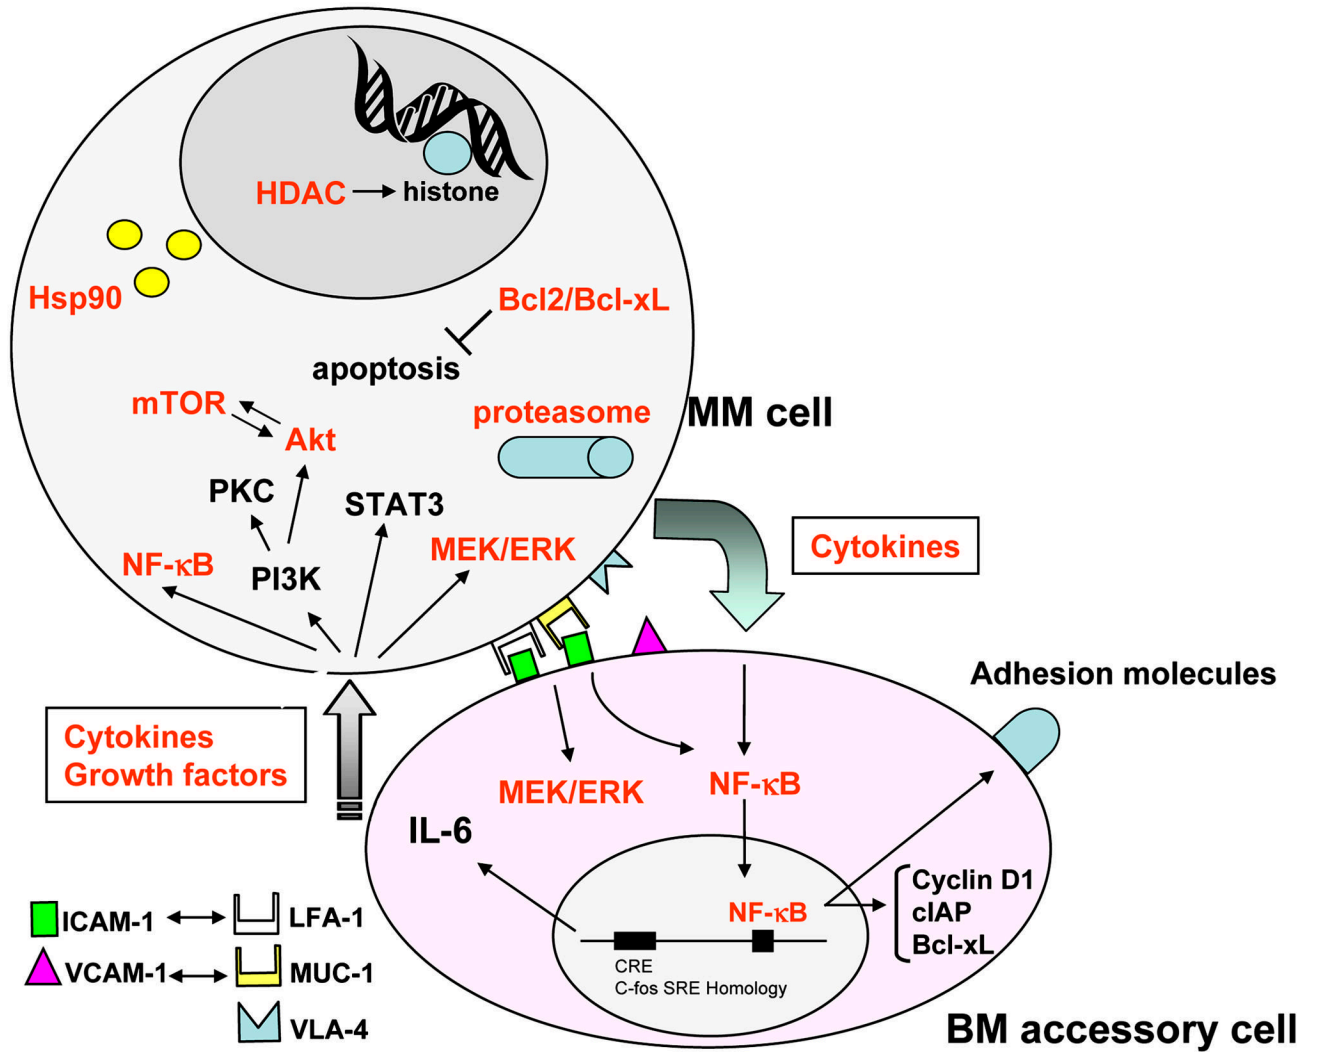 HDAC
histone
Hsp90
Bcl2/Bcl-xL
apoptosis
mTOR
proteasome
MM cell
Akt
PKC
STAT3
NF-κB
PI3K
MEK/ERK
Cytokines
Adhesion molecules
Cytokines
Growth factors
MEK/ERK
NF-κB
IL-6
Cyclin D1
cIAP
Bcl-xL
NF-κB
CRE
C-fos SRE Homology
ICAM-1
LFA-1
VCAM-1
MUC-1
VLA-4
BM accessory cell